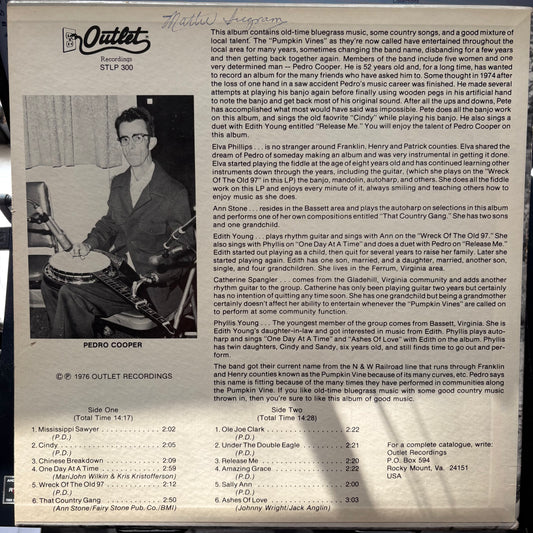 Mattie Ingram
Outlet
Recordings
STLP 300
This album contains old-time bluegrass music, some country songs, and a good mixture of
local talent. The "Pumpkin Vines" as they're now called have entertained throughout the
local area for many years, sometimes changing the band name, disbanding for a few years
and then getting back together again. Members of the band include five women and one
very determined man -- Pedro Cooper. He is 52 years old and, for a long time, has wanted
to record an album for the many friends who have asked him to. Some thought in 1974 after
the loss of one hand in a saw accident Pedro's music career was finished. He made several
attempts at playing his banjo again before finally using wooden pegs in his artificial hand
to note the banjo and get back most of his original sound. After all the ups and downs, Pete
has accomplished what most would have said was impossible. Pete does all the banjo work
on this album, and sings the old faovrite "Cindy" while playing his banjo. He also sings a
duet with Edith Young entitled "Release Me." You will enjoy the talent of Pedro Cooper on
this album.
Elva Phillips . . . is no stranger around Franklin, Henry and Patrick counties. Elva shared the
dream of Pedro of someday making an album and was very instrumental in getting it done.
Elva started playing the fiddle at the age of eight years old and has continued learning other
instruments down through the years, including the guitar, (which she plays on the "Wreck
Of The Old 97" in this LP) the banjo, mandolin, autoharp, and others. She does all the fiddle
work on this LP and enjoys every minute of it, always smiling and teaching others how to
enjoy music as she does.
Ann Stone . . . resides in the Bassett area and plays the autoharp on selections in this album
and performs one of her own compositions entitled "That Country Gang." She has two sons
and one grandchild.
Edith Young . . . plays rhythm guitar and sings with Ann on the "Wreck Of The Old 97." She
also sings with Phyllis on "One Day At A Time" and does a duet with Pedro on "Release Me."
Edith started out playing as a child, then quit for several years to raise her family. Later she
started playing again. Edith has one son, married, and a daughter, married, another son,
single, and four grandchildren. She lives in the Ferrum, Virginia area.
Catherine Spangler . . . comes from the Gladehill, Virginia community and adds another
rhythm guitar to the group. Catherine has only been playing guitar two years but certainly
has no intention of quitting any time soon. She has one grandchild but being a grandmother
certainly doesn't affect her ability to entertain whenever the "Pumpkin Vines" are called on
to perform at some community function.
Phyllis Young . . . The youngest member of the group comes from Bassett, Virginia. She is
Edith Young's daughter-in-law and got interested in music from Edith. Phyllis plays auto-
harp and sings "One Day At A Time" and "Ashes Of Love" with Edith on the album. Phyllis
has twin daughters, Cindy and Sandy, six years old, and still finds time to go out and per-
form.
The band got their current name from the N & W Railroad line that runs through Franklin
and Henry counties known as the Pumpkin Vine because of its many curves, etc. Pedro says
this name is fitting because of the many times they have performed in communities along
the Pumpkin Vine. If you like old-time bluegrass music with some good country music
thrown in, then you're sure to like this album of good music.
PEDRO COOPER
© ℗ 1976 OUTLET RECORDINGS
Side One
(Total Time 14:17)
1. Mississippi Sawyer . . . . . . . . . . . . . . 2:02
(P.D.)
2. Cindy . . . . . . . . . . . . . . . . . . . . . . . . . 2:05
(P.D.)
3. Chinese Breakdown . . . . . . . . . . . . . 2:09
4. One Day At A Time . . . . . . . . . . . . . . 2:59
(MariJohn Wilkin & Kris Kristofferson)
5. Wreck Of The Old 97 . . . . . . . . . . . . . 2:12
(P.D.)
6. That Country Gang . . . . . . . . . . . . . . 2:50
(Ann Stone/Fairy Stone Pub. Co./BMI)
Side Two
(Total Time 14:28)
1. Ole Joe Clark . . . . . . . . . . . . . . . . . . 2:22
(P.D.)
2. Under The Double Eagle . . . . . . . . . 2:21
3. Release Me . . . . . . . . . . . . . . . . . . . 2:20
4. Amazing Grace . . . . . . . . . . . . . . . . 2:22
(P.D.)
5. Sally Ann . . . . . . . . . . . . . . . . . . . . . 2:00
(P.D.)
6. Ashes Of Love . . . . . . . . . . . . . . . . . 3:03
(Johnny Wright/Jack Anglin)
For a complete catalogue, write:
Outlet Recordings
P.O. Box 594
Rocky Mount, Va. 24151
USA